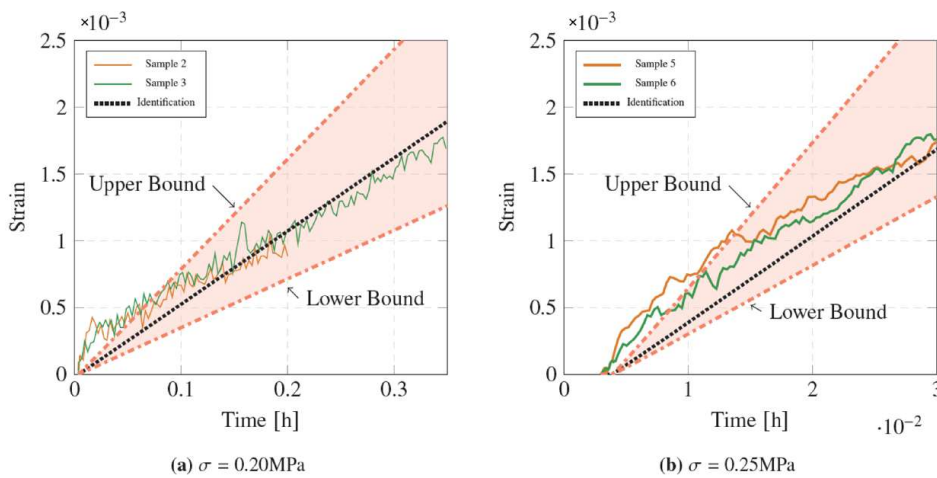 ×10⁻³
2.5
2
1.5
1
0.5
0
Strain
Sample 2
Sample 3
Identification
Upper Bound
Lower Bound
0
0.1
0.2
0.3
Time [h]
(a) σ = 0.20MPa
×10⁻³
2.5
2
1.5
1
0.5
0
Strain
Sample 5
Sample 6
Identification
Upper Bound
Lower Bound
0
1
2
3
Time [h]
·10⁻²
(b) σ = 0.25MPa